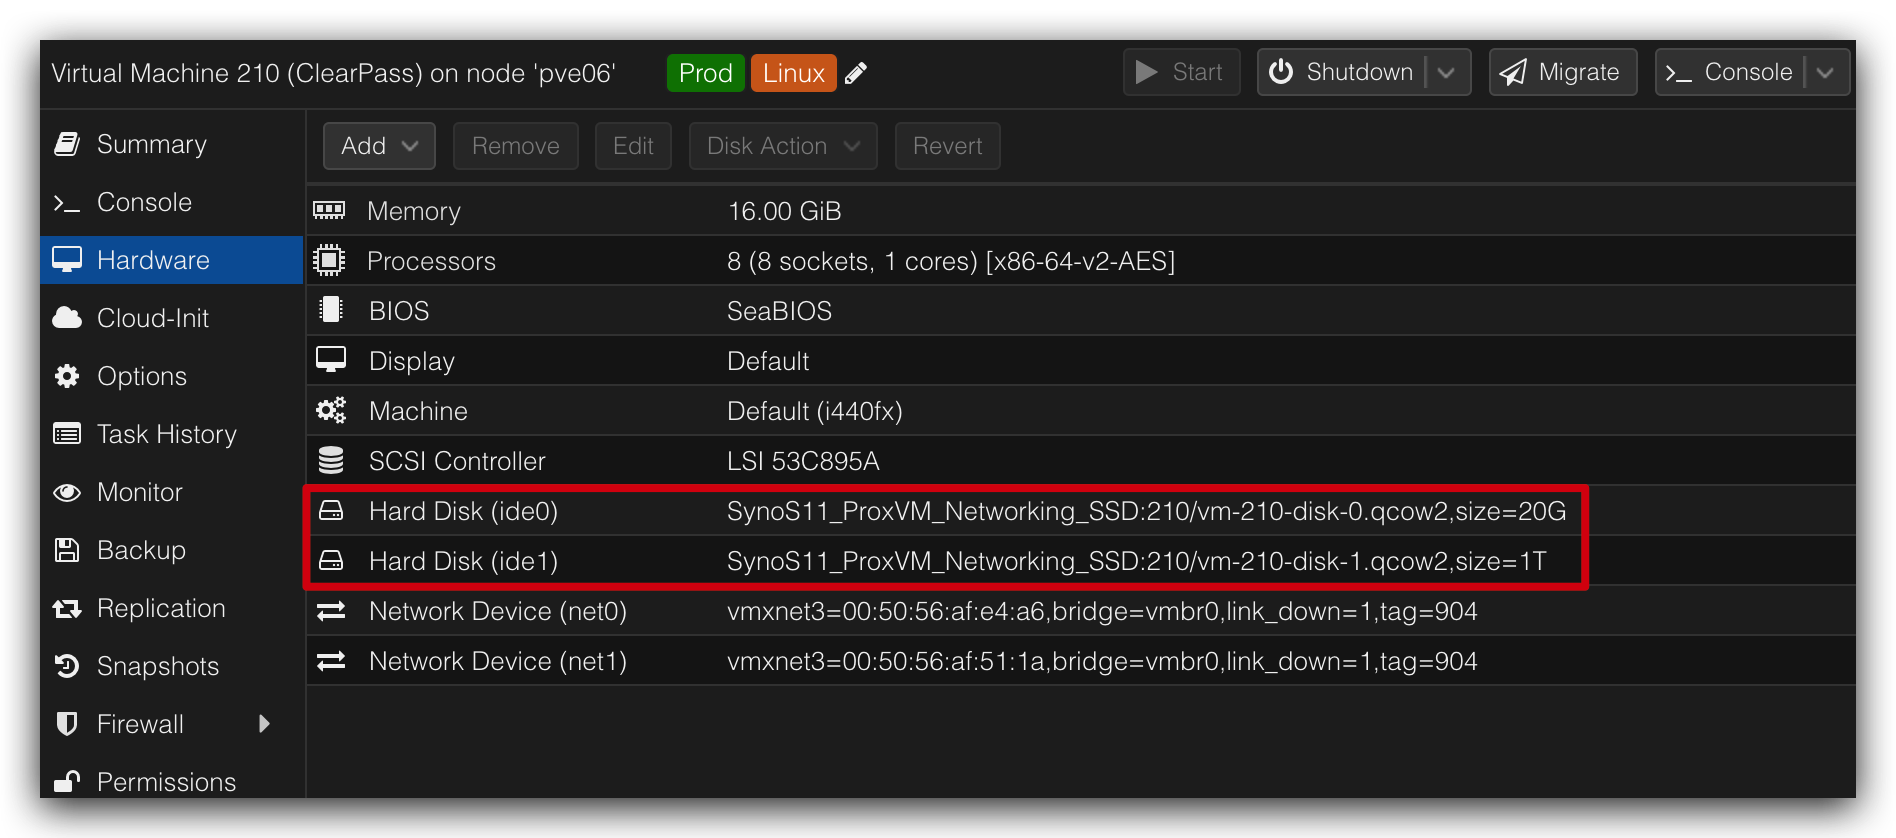 Virtual Machine 210 (ClearPass) on node 'pve06' Prod Linux Start Shutdown Migrate Console
Add Remove Edit Disk Action Revert
Summary
Console
Hardware
Cloud-Init
Options
Task History
Monitor
Backup
Replication
Snapshots
Firewall
Permissions
Memory 16.00 GiB
Processors 8 (8 sockets, 1 cores) [x86-64-v2-AES]
BIOS SeaBIOS
Display Default
Machine Default (i440fx)
SCSI Controller LSI 53C895A
Hard Disk (ide0) SynoS11_ProxVM_Networking_SSD:210/vm-210-disk-0.qcow2,size=20G
Hard Disk (ide1) SynoS11_ProxVM_Networking_SSD:210/vm-210-disk-1.qcow2,size=1T
Network Device (net0) vmxnet3=00:50:56:af:e4:a6,bridge=vmbr0,link_down=1,tag=904
Network Device (net1) vmxnet3=00:50:56:af:51:1a,bridge=vmbr0,link_down=1,tag=904